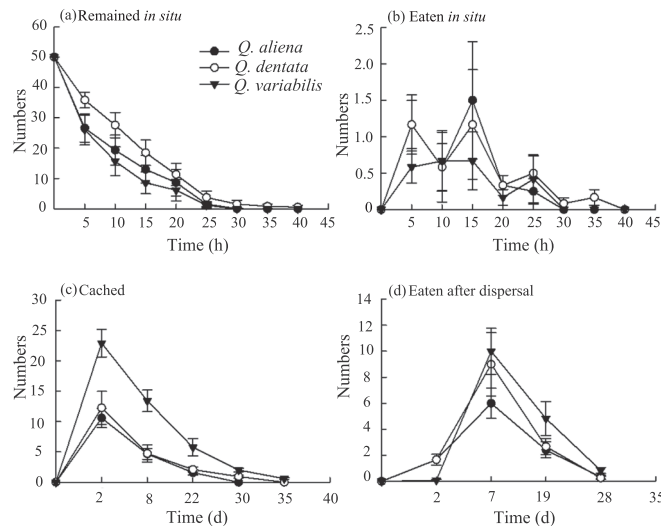 (a) Remained in situ
60
50
40
30
20
10
0
Numbers
Q. aliena
Q. dentata
Q. variabilis
5 10 15 20 25 30 35 40 45
Time (h)
(b) Eaten in situ
2.5
2.0
1.5
1.0
0.5
0.0
Numbers
5 10 15 20 25 30 35 40 45
Time (h)
(c) Cached
30
25
20
15
10
5
0
Numbers
2 8 22 30 35 40
Time (d)
(d) Eaten after dispersal
14
12
10
8
6
4
2
0
Numbers
2 7 19 28 35
Time (d)